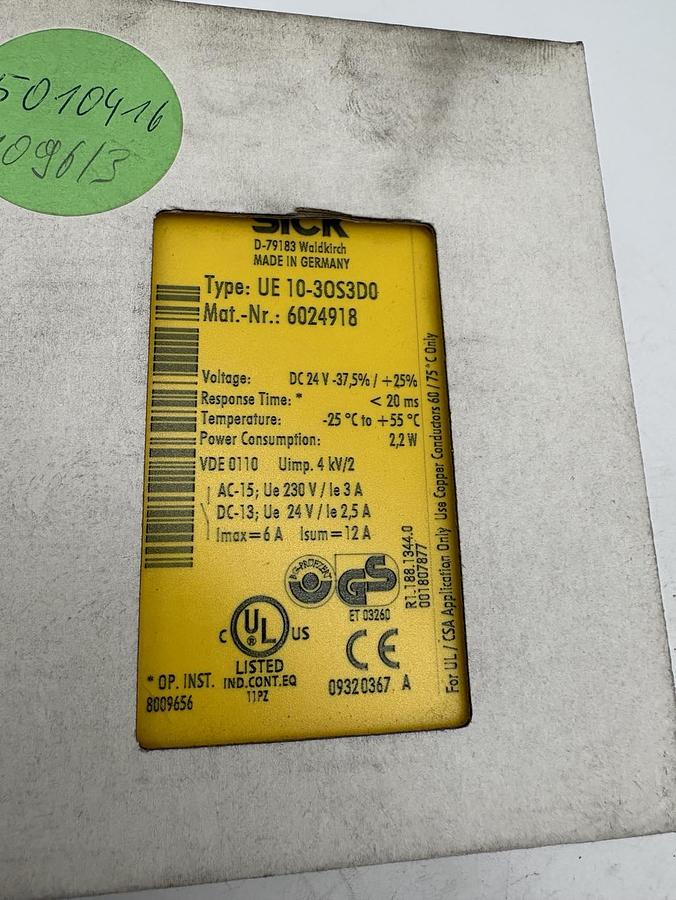 5010416
109613
SICK
D-79183 Waldkirch
MADE IN GERMANY
Type: UE 10-3OS3D0
Mat.-Nr.: 6024918
Voltage: DC 24 V -37,5% / +25%
Response Time: * < 20 ms
Temperature: -25 °C to +55 °C
Power Consumption: 2,2 W
VDE 0110 Uimp. 4 kV/2
AC-15; Ue 230 V / Ie 3 A
DC-13; Ue 24 V / Ie 2,5 A
Imax=6 A Isum=12 A
BG-PRÜFZERT
GS
ET 03260
R1.188.1344.0
001807877
For UL / CSA Application Only Use Copper Conductors 60 / 75 °C Only
C UL US
®
LISTED
IND.CONT.EQ
11PZ
CE
* OP. INST.
8009656
09320367 A